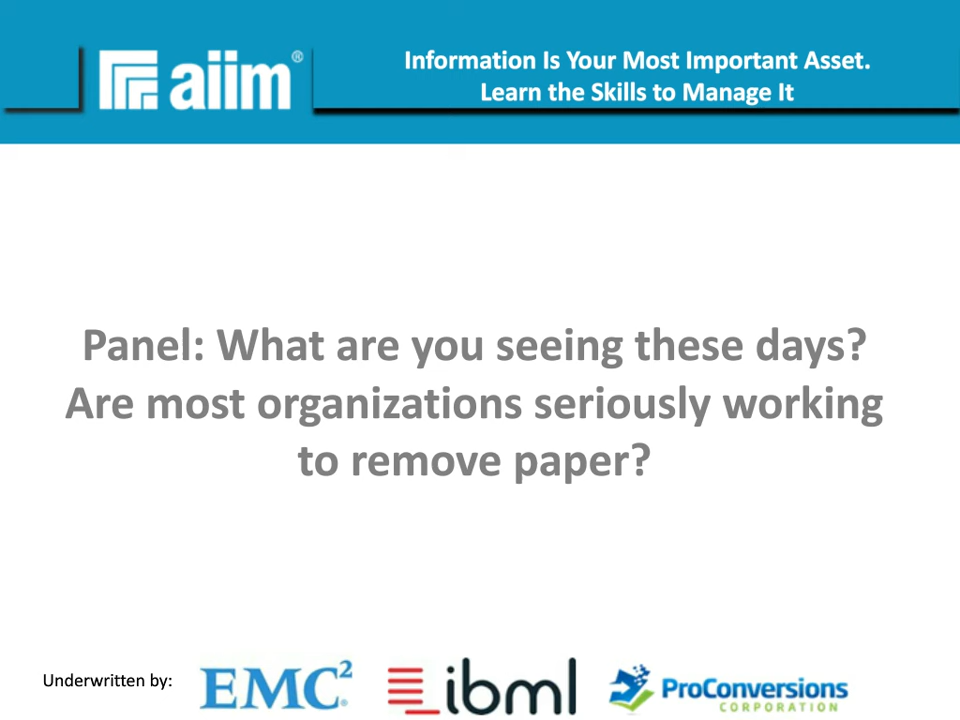 aiim®
Information Is Your Most Important Asset.
Learn the Skills to Manage It
Panel: What are you seeing these days?
Are most organizations seriously working
to remove paper?
Underwritten by:
EMC²®
ibml
ProConversions
CORPORATION